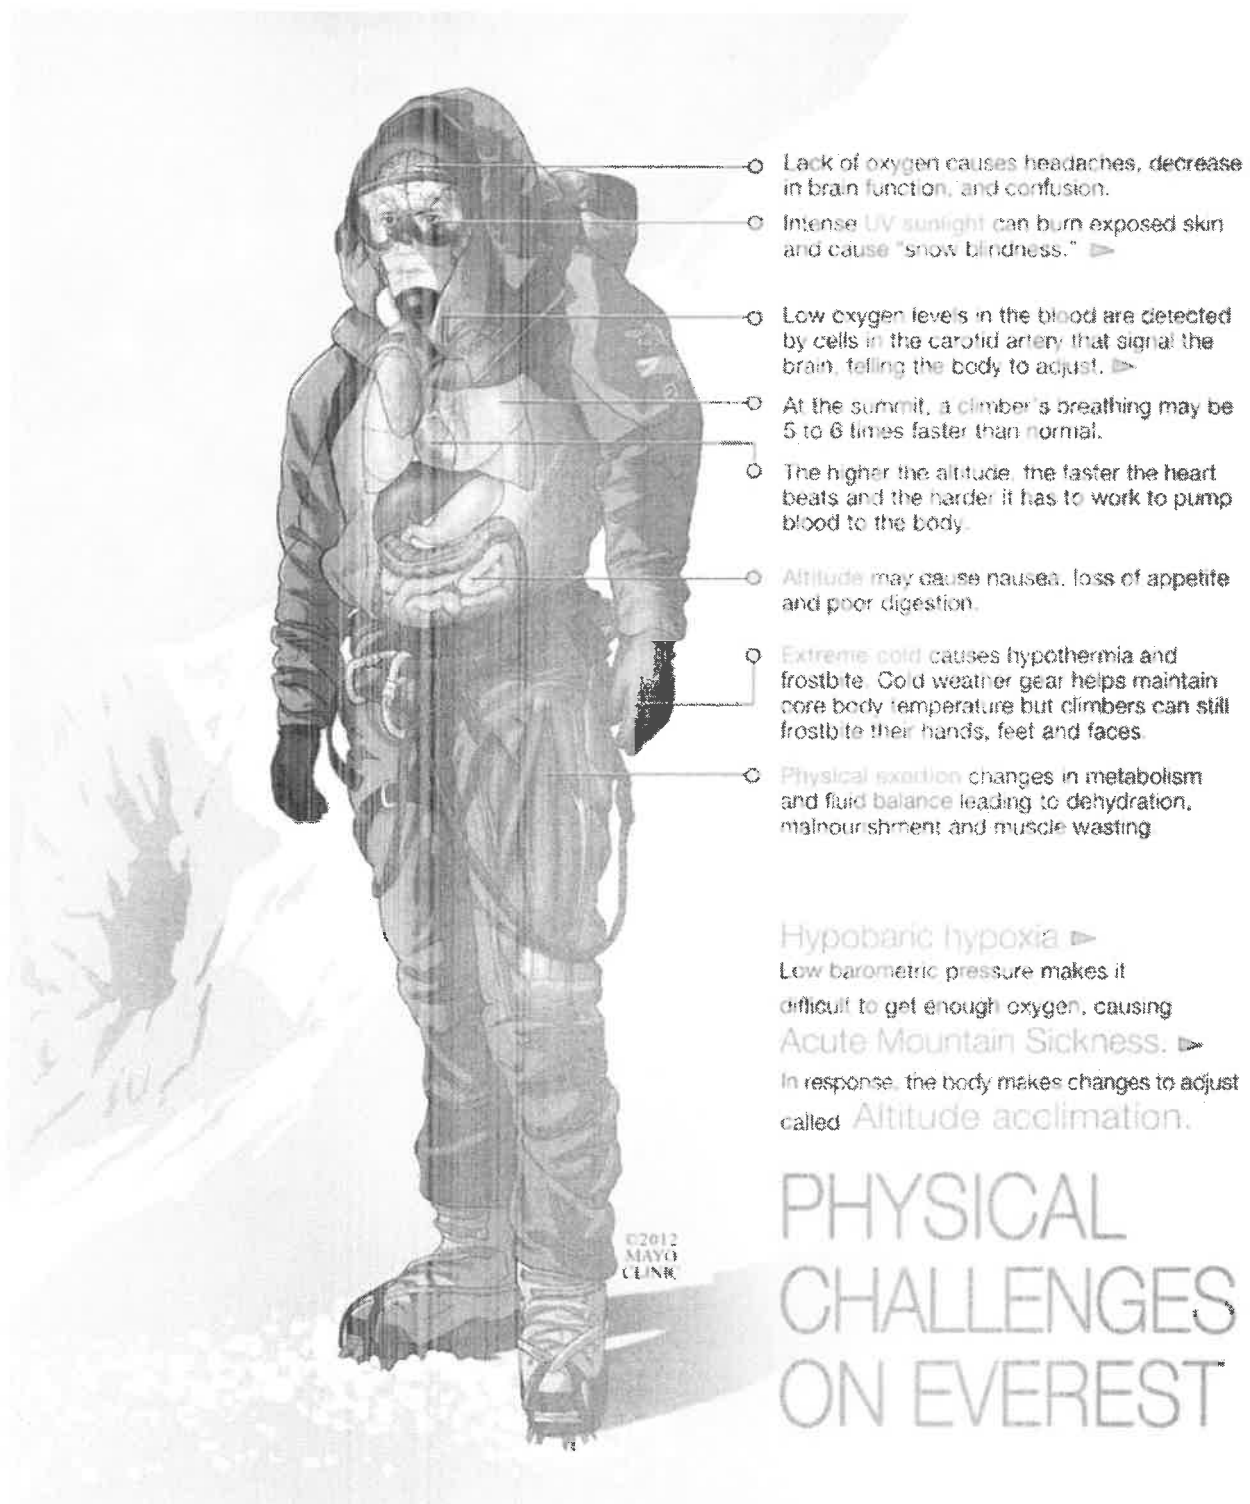 Lack of oxygen causes headaches, decrease
in brain function, and confusion.
Intense UV sunlight can burn exposed skin
and cause "snow blindness."
Low oxygen levels in the blood are detected
by cells in the carotid artery that signal the
brain, telling the body to adjust.
At the summit, a climber's breathing may be
5 to 6 times faster than normal.
The higher the altitude, the faster the heart
beats and the harder it has to work to pump
blood to the body.
Altitude may cause nausea, loss of appetite
and poor digestion.
Extreme cold causes hypothermia and
frostbite. Cold weather gear helps maintain
core body temperature but climbers can still
frostbite their hands, feet and faces.
Physical exertion changes in metabolism
and fluid balance leading to dehydration,
malnourishment and muscle wasting.
Hypobaric hypoxia
Low barometric pressure makes it
difficult to get enough oxygen, causing
Acute Mountain Sickness.
In response, the body makes changes to adjust
called Altitude acclimation.
©2012
MAYO
CLINIC
PHYSICAL
CHALLENGES
ON EVEREST